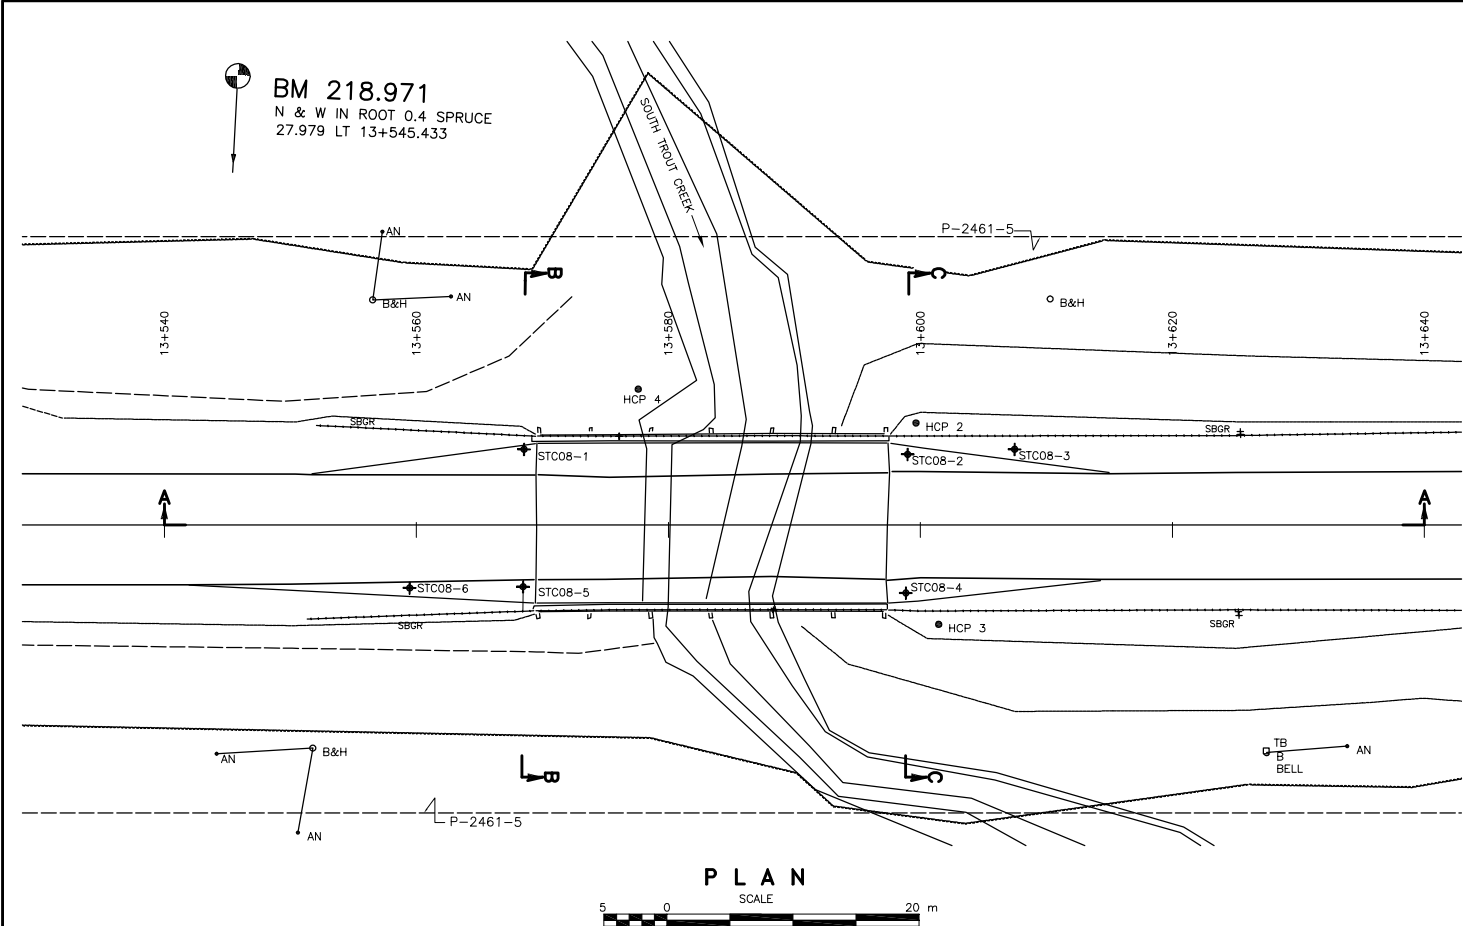 BM 218.971
N & W IN ROOT 0.4 SPRUCE
27.979 LT 13+545.433
SOUTH TROUT CREEK
P-2461-5
AN
B&H
AN
B
C
B&H
13+540
13+560
13+580
13+600
13+620
13+640
HCP 4
SBGR
HCP 2
SBGR
STC08-1
STC08-2
STC08-3
A
A
STC08-6
STC08-5
STC08-4
SBGR
HCP 3
SBGR
AN
B&H
B
C
TB
B
BELL
AN
AN
P-2461-5
PLAN
SCALE
5 0 20 m